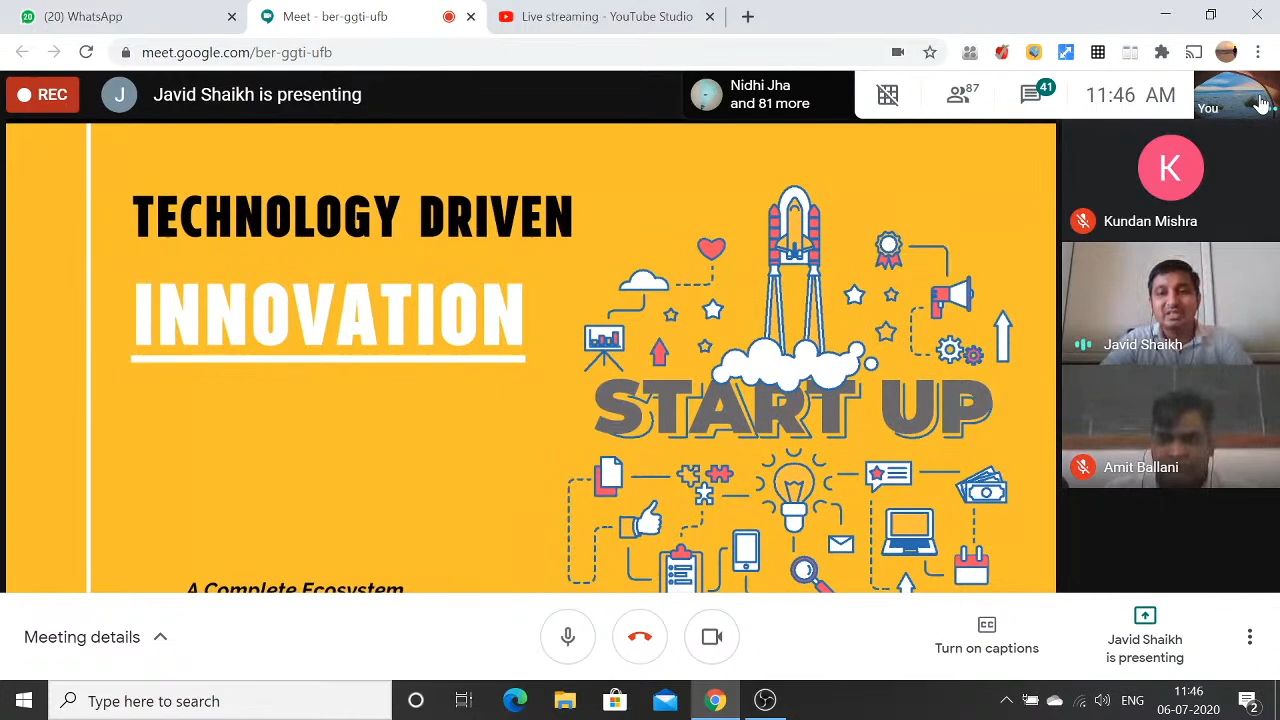 (20) WhatsApp
Meet - ber-ggti-ufb
Live streaming - YouTube Studio
meet.google.com/ber-ggti-ufb
REC
J
Javid Shaikh is presenting
Nidhi Jha
and 81 more
87
41
11:46 AM
You
K
Kundan Mishra
Javid Shaikh
Amit Ballani
TECHNOLOGY DRIVEN
INNOVATION
START UP
A Complete Ecosystem
Meeting details
CC
Turn on captions
Javid Shaikh
is presenting
Type here to search
ENG
11:46
06-07-2020
2